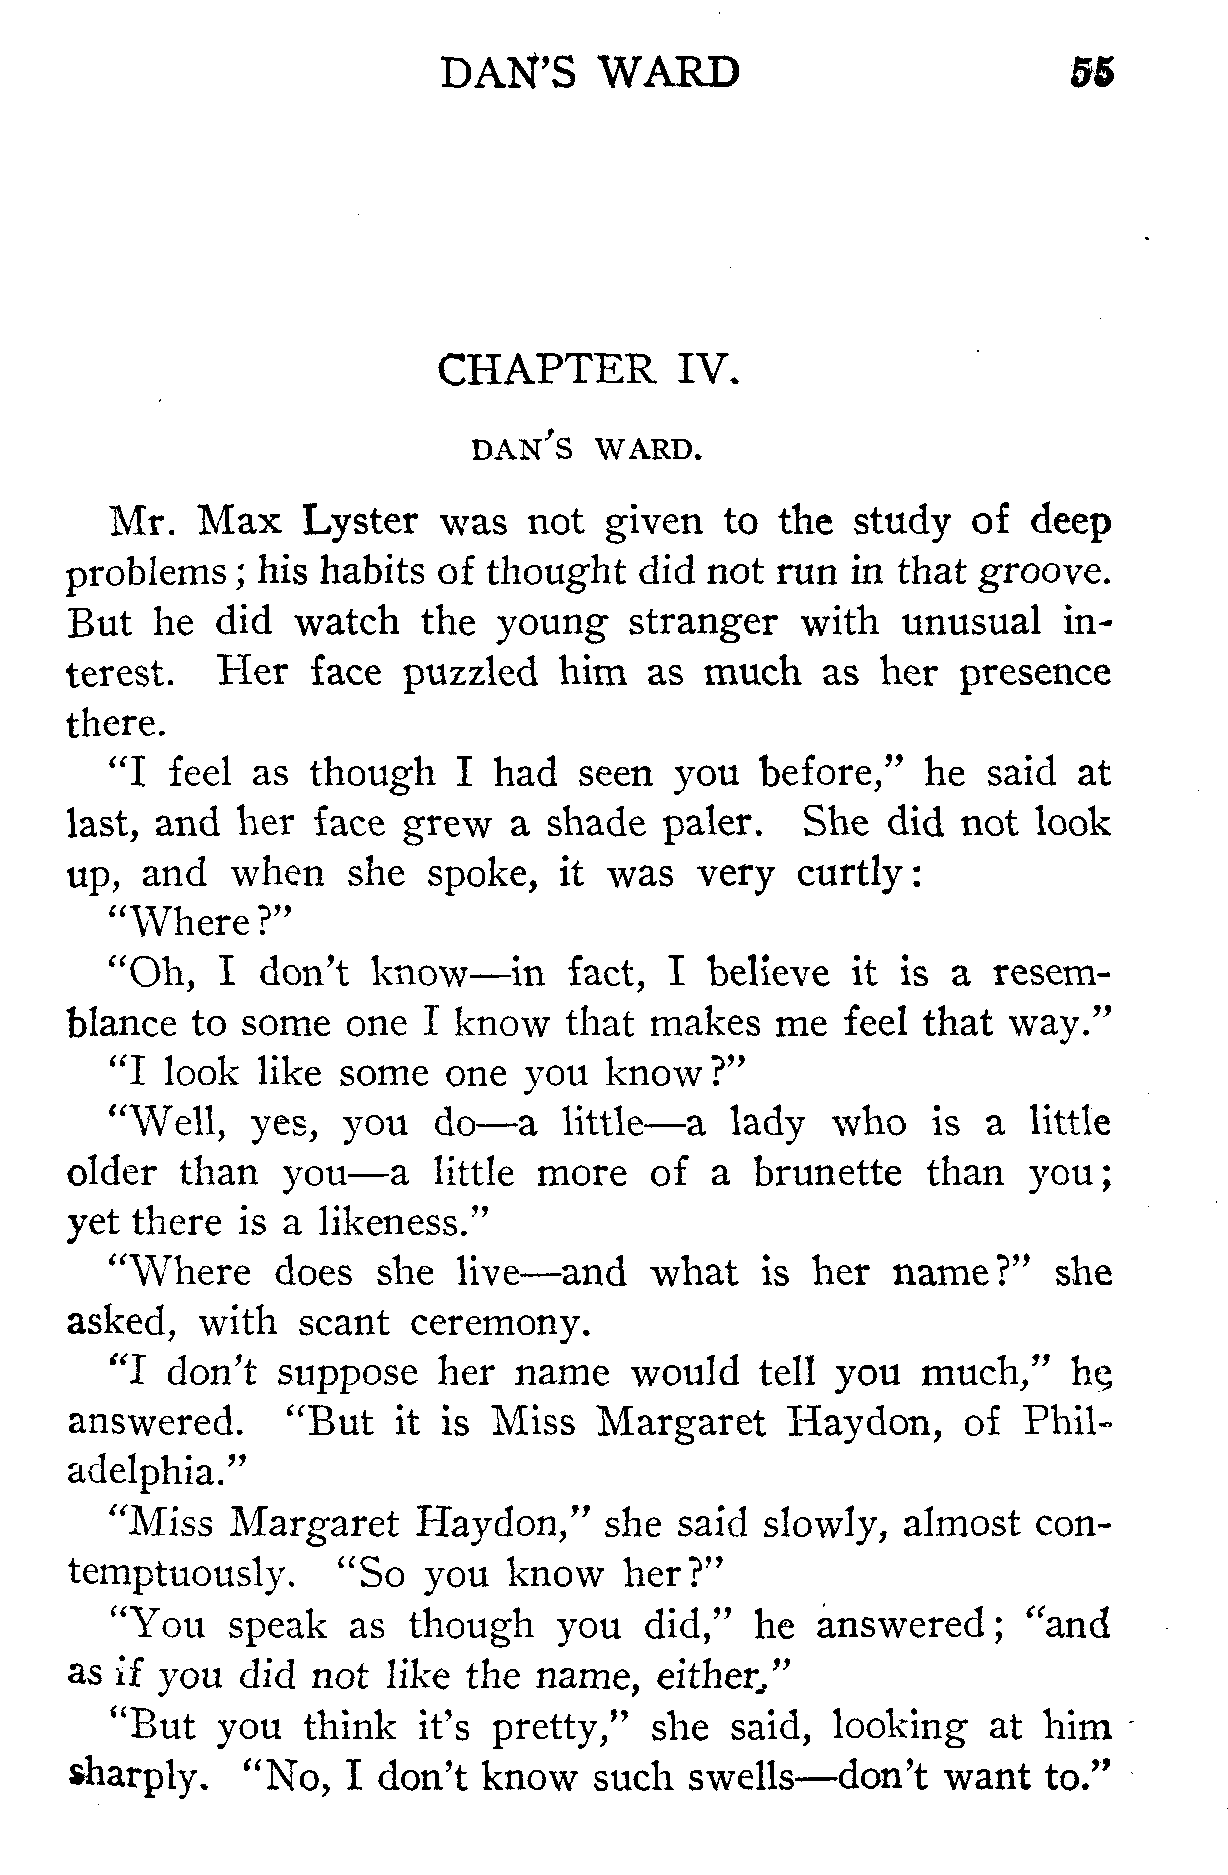 DAN'S WARD 55
CHAPTER IV.
DAN'S WARD.
Mr. Max Lyster was not given to the study of deep
problems; his habits of thought did not run in that groove.
But he did watch the young stranger with unusual in-
terest. Her face puzzled him as much as her presence
there.
"I feel as though I had seen you before," he said at
last, and her face grew a shade paler. She did not look
up, and when she spoke, it was very curtly:
"Where?"
"Oh, I don't know—in fact, I believe it is a resem-
blance to some one I know that makes me feel that way."
"I look like some one you know?"
"Well, yes, you do—a little—a lady who is a little
older than you—a little more of a brunette than you;
yet there is a likeness."
"Where does she live—and what is her name?" she
asked, with scant ceremony.
"I don't suppose her name would tell you much," he
answered. "But it is Miss Margaret Haydon, of Phil-
adelphia."
"Miss Margaret Haydon," she said slowly, almost con-
temptuously. "So you know her?"
"You speak as though you did," he answered; "and
as if you did not like the name, either."
"But you think it's pretty," she said, looking at him
sharply. "No, I don't know such swells—don't want to."